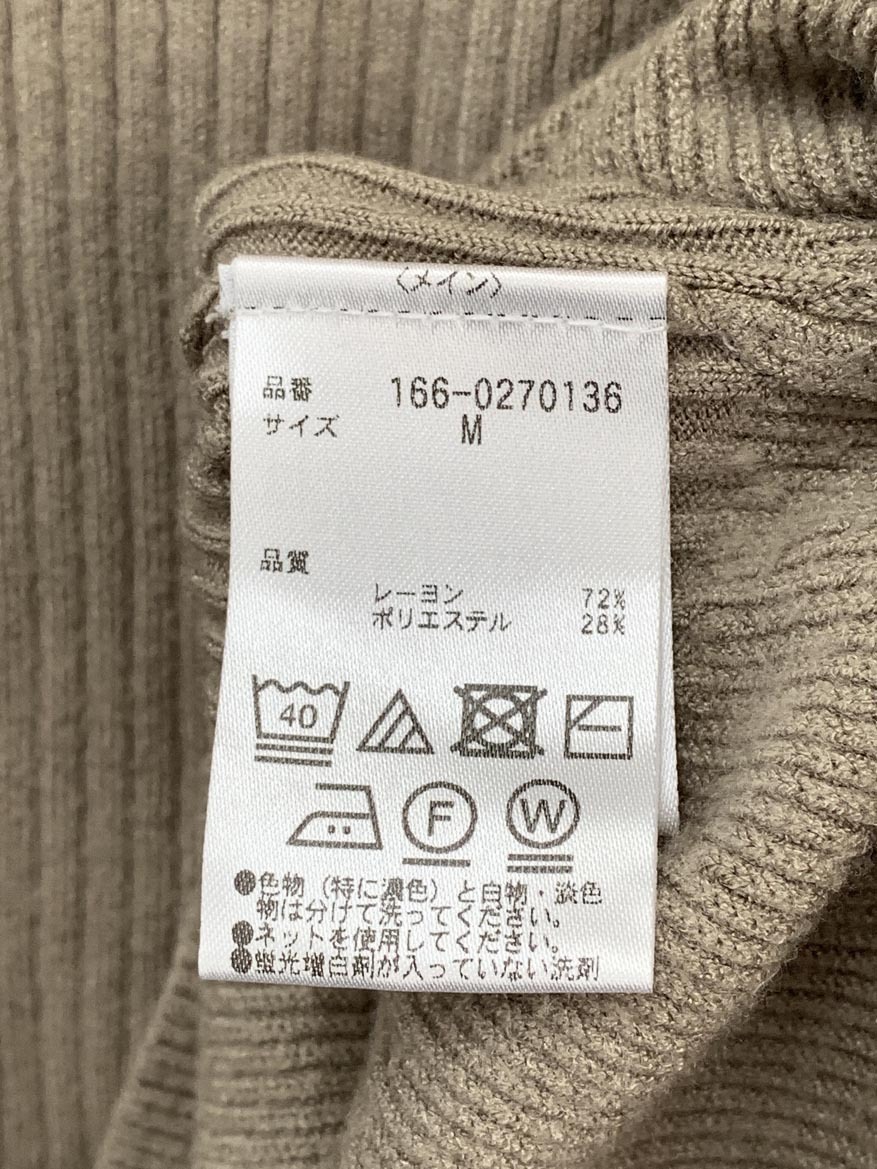 〈メイン〉
品番 166-0270136
サイズ M
品質
レーヨン 72%
ポリエステル 28%
40
F W
●色物(特に濃色)と白物・淡色
物は分けて洗ってください。
●ネットを使用してください。
●蛍光増白剤が入っていない洗剤